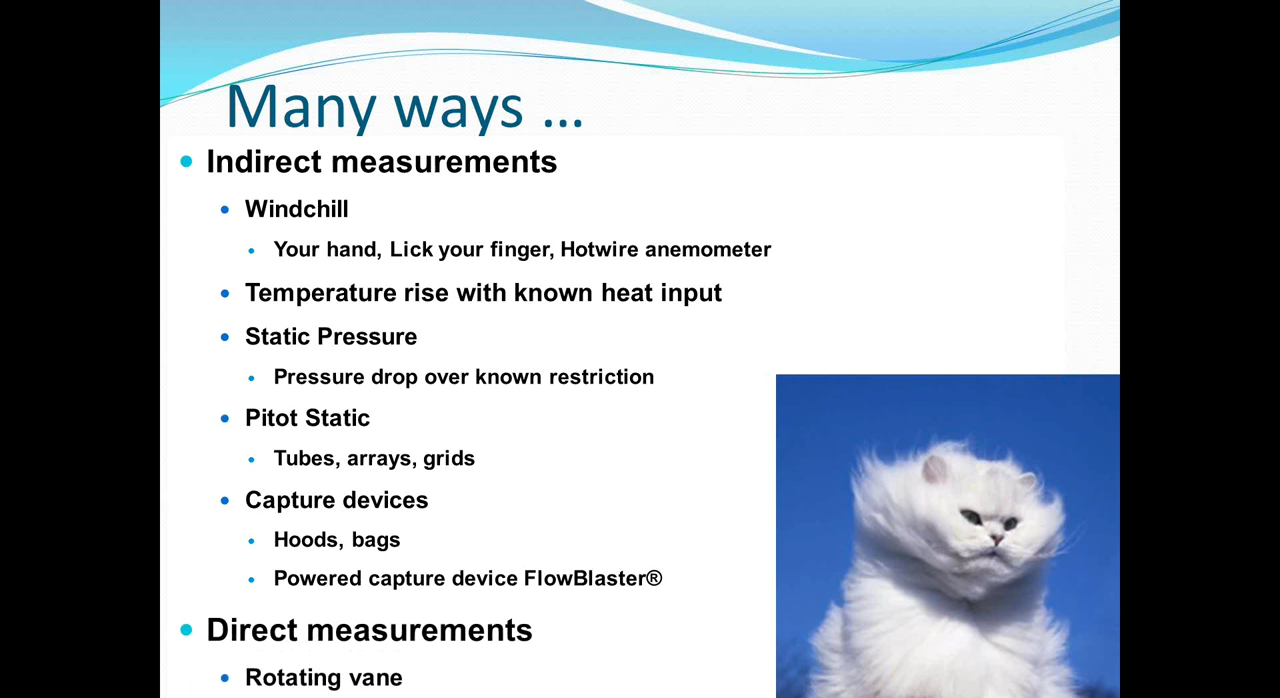 Many ways ...
Indirect measurements
Windchill
Your hand, Lick your finger, Hotwire anemometer
Temperature rise with known heat input
Static Pressure
Pressure drop over known restriction
Pitot Static
Tubes, arrays, grids
Capture devices
Hoods, bags
Powered capture device FlowBlaster®
Direct measurements
Rotating vane